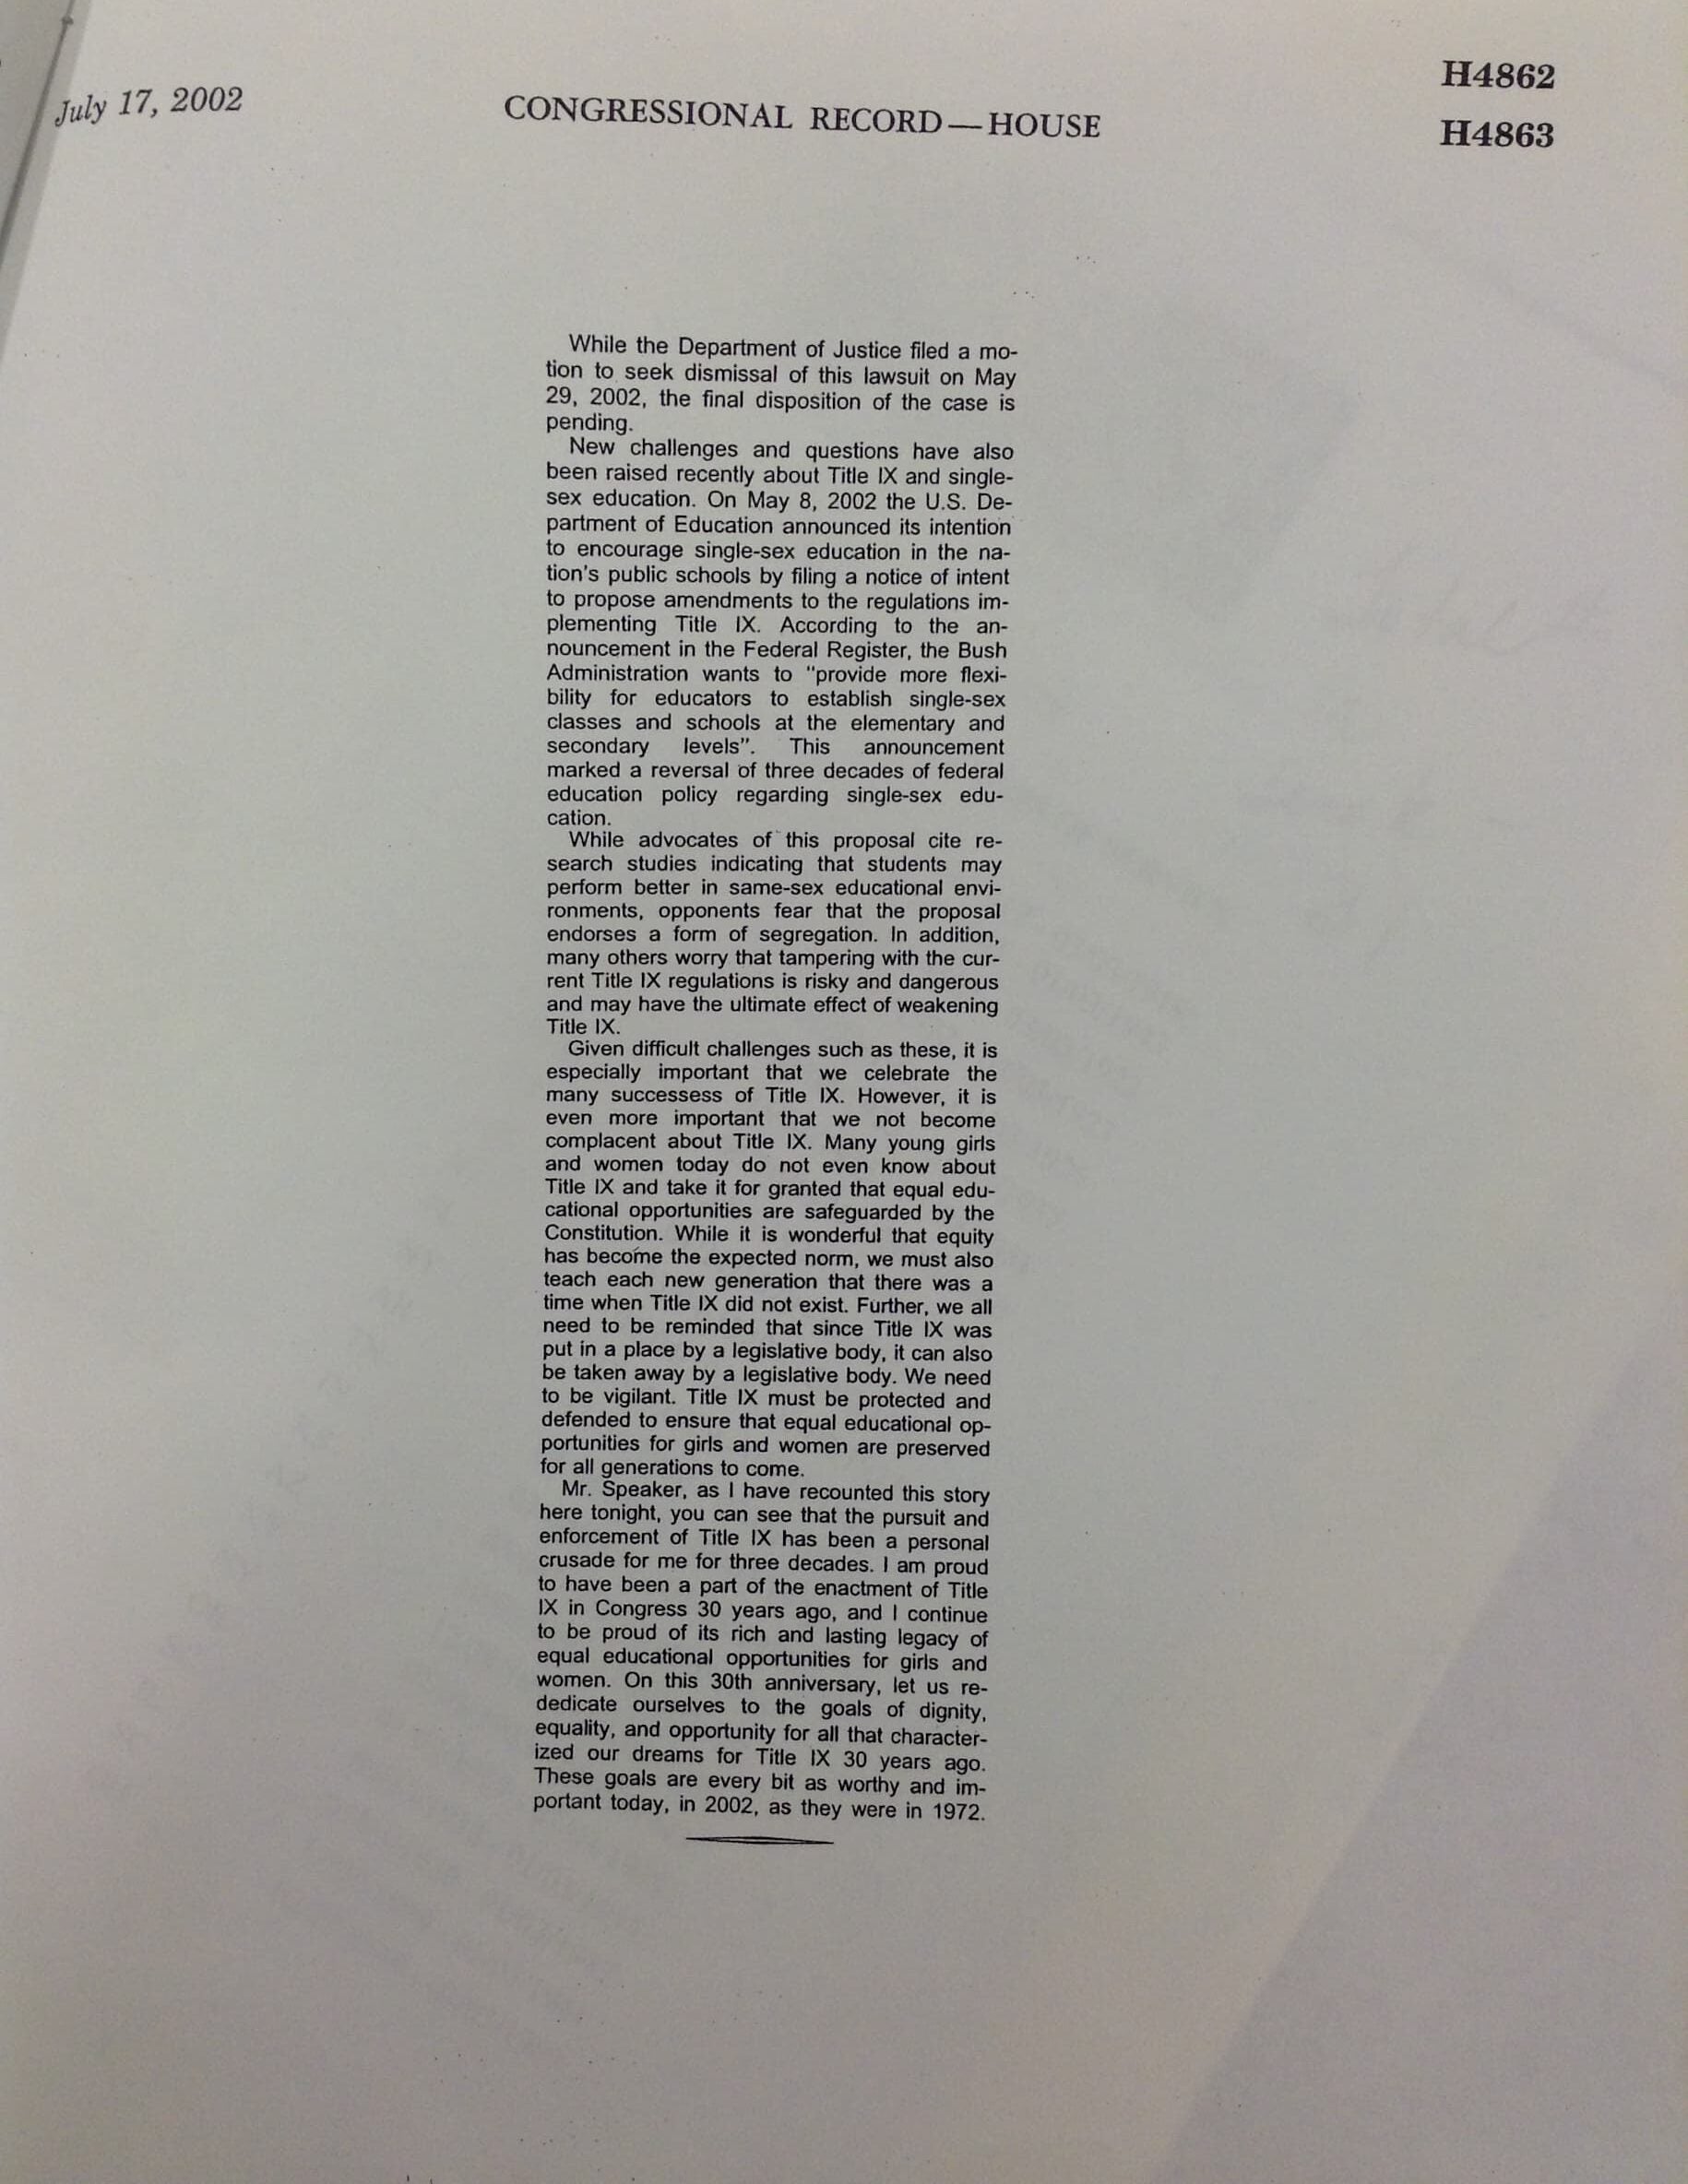 July 17, 2002
CONGRESSIONAL RECORD — HOUSE
H4862
H4863
While the Department of Justice filed a mo-
tion to seek dismissal of this lawsuit on May
29, 2002, the final disposition of the case is
pending.
New challenges and questions have also
been raised recently about Title IX and single-
sex education. On May 8, 2002 the U.S. De-
partment of Education announced its intention
to encourage single-sex education in the na-
tion's public schools by filing a notice of intent
to propose amendments to the regulations im-
plementing Title IX. According to the an-
nouncement in the Federal Register, the Bush
Administration wants to "provide more flexi-
bility for educators to establish single-sex
classes and schools at the elementary and
secondary levels". This announcement
marked a reversal of three decades of federal
education policy regarding single-sex edu-
cation.
While advocates of this proposal cite re-
search studies indicating that students may
perform better in same-sex educational envi-
ronments, opponents fear that the proposal
endorses a form of segregation. In addition,
many others worry that tampering with the cur-
rent Title IX regulations is risky and dangerous
and may have the ultimate effect of weakening
Title IX.
Given difficult challenges such as these, it is
especially important that we celebrate the
many successess of Title IX. However, it is
even more important that we not become
complacent about Title IX. Many young girls
and women today do not even know about
Title IX and take it for granted that equal edu-
cational opportunities are safeguarded by the
Constitution. While it is wonderful that equity
has become the expected norm, we must also
teach each new generation that there was a
time when Title IX did not exist. Further, we all
need to be reminded that since Title IX was
put in a place by a legislative body, it can also
be taken away by a legislative body. We need
to be vigilant. Title IX must be protected and
defended to ensure that equal educational op-
portunities for girls and women are preserved
for all generations to come.
Mr. Speaker, as I have recounted this story
here tonight, you can see that the pursuit and
enforcement of Title IX has been a personal
crusade for me for three decades. I am proud
to have been a part of the enactment of Title
IX in Congress 30 years ago, and I continue
to be proud of its rich and lasting legacy of
equal educational opportunities for girls and
women. On this 30th anniversary, let us re-
dedicate ourselves to the goals of dignity,
equality, and opportunity for all that character-
ized our dreams for Title IX 30 years ago.
These goals are every bit as worthy and im-
portant today, in 2002, as they were in 1972.